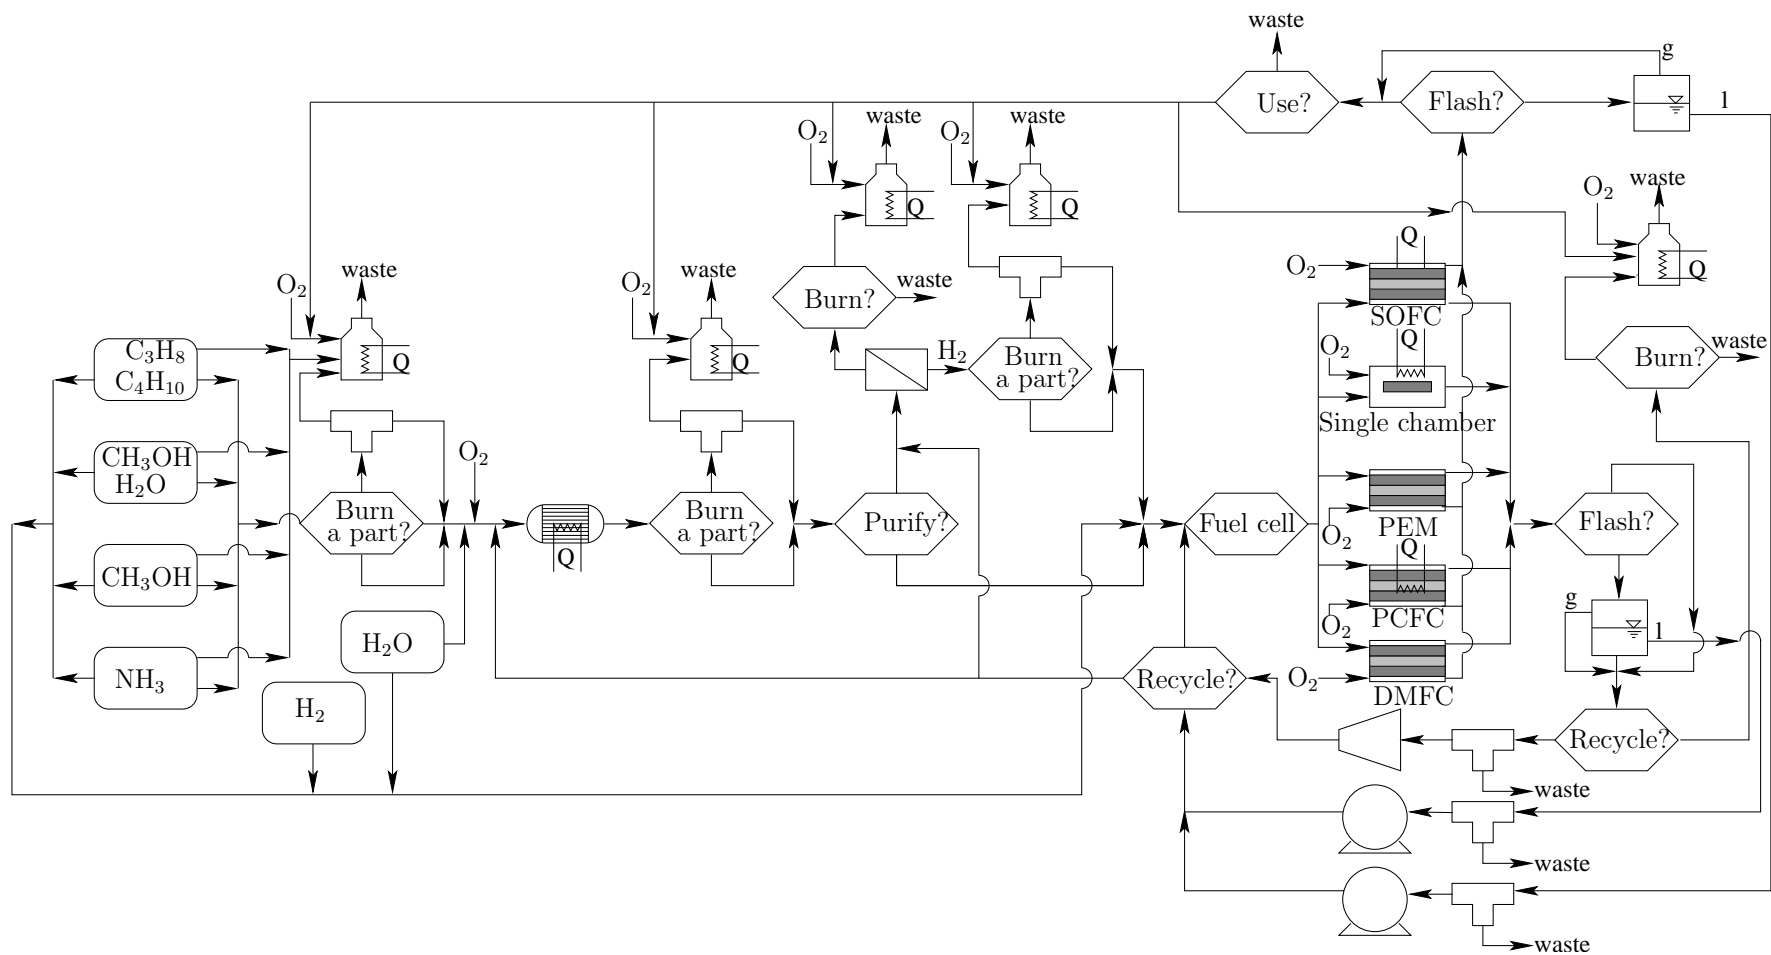 waste
g
Use?
Flash?
l
waste
waste
O₂
O₂
waste
O₂
Q
Q
Q
O₂
waste
waste
O₂
O₂
Q
Burn?
waste
SOFC
C₃H₈
C₄H₁₀
Q
Q
H₂
Burn
a part?
O₂
Q
Burn?
waste
Single chamber
CH₃OH
H₂O
O₂
Burn
a part?
Burn
a part?
Purify?
Fuel cell
PEM
O₂
Flash?
Q
Q
CH₃OH
g
l
PCFC
O₂
H₂O
NH₃
Recycle?
O₂
DMFC
H₂
Recycle?
waste
waste
waste